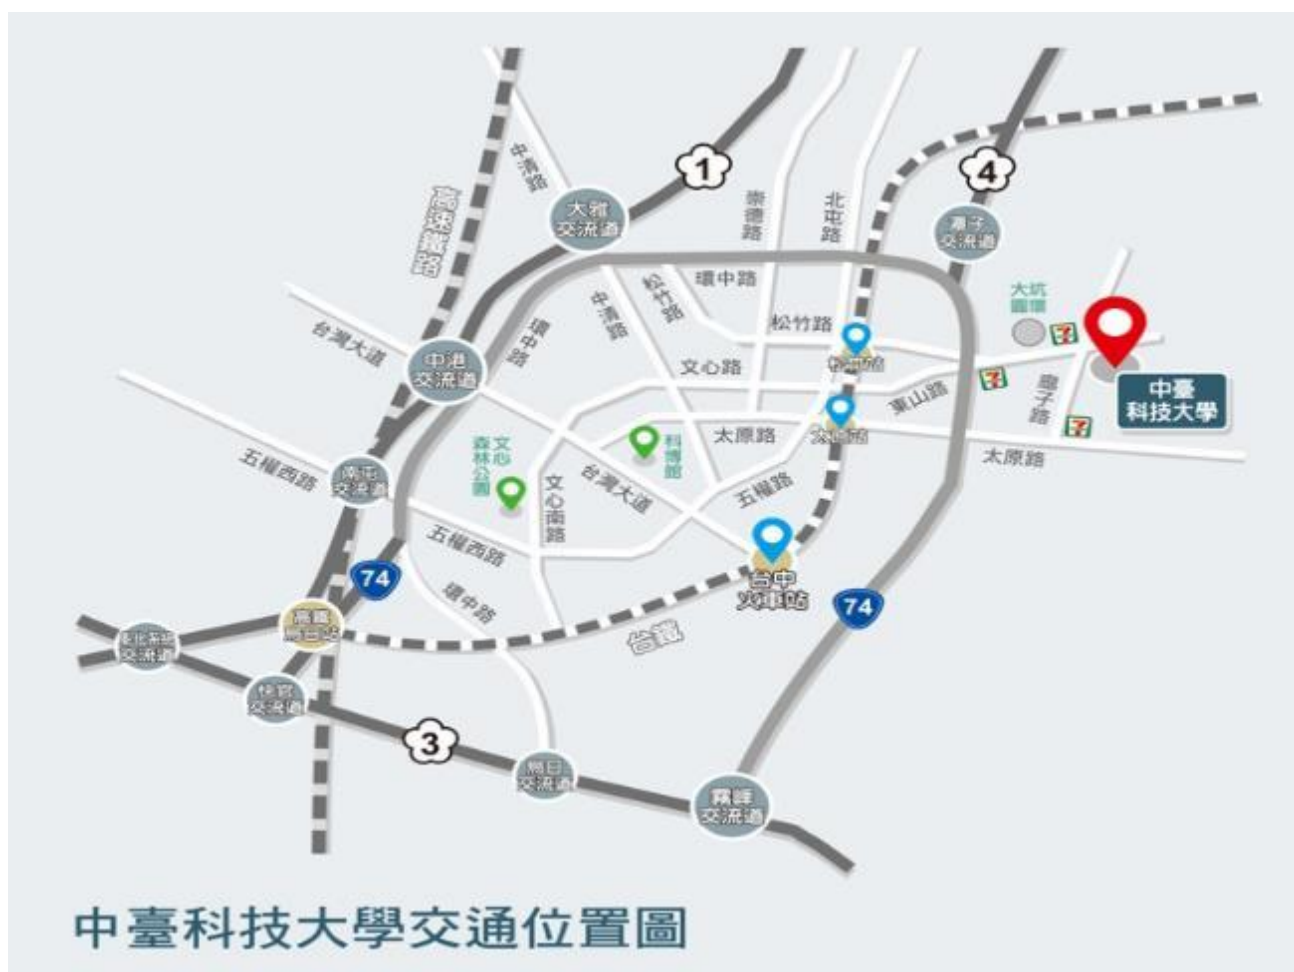 中清路
1
4
高速鐵路
大雅
交流道
崇德路
北屯路
潭子
交流道
環中路
松竹路
中清路
大坑
圓環
台灣大道
環中路
松竹路
7
中港
交流道
文心路
松竹站
7
東山路
廍子路
中臺
科技大學
太原路
太原站
7
科博館
文心
森林公園
五權西路
南屯
交流道
台灣大道
五權路
太原路
文心南路
五權西路
74
環中路
台中
火車站
74
高鐵
烏日站
台鐵
彰化系統
交流道
快官
交流道
3
烏日
交流道
霧峰
交流道
中臺科技大學交通位置圖